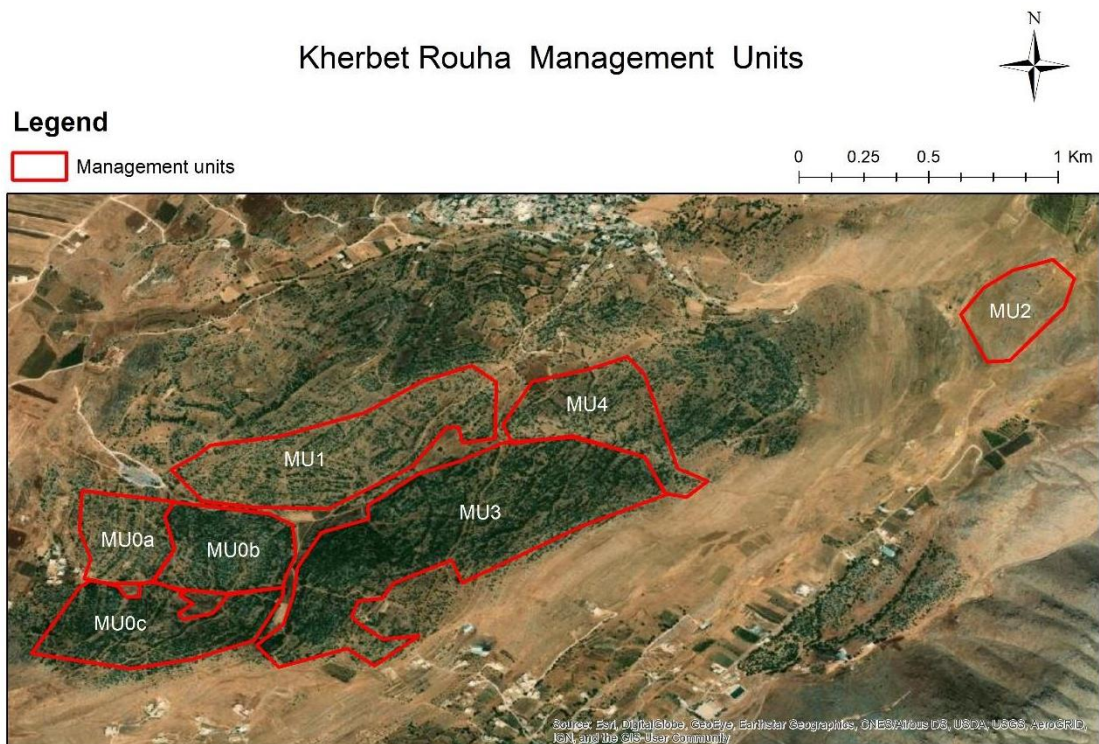 Kherbet Rouha Management Units
N
Legend
Management units
0 0.25 0.5 1 Km
MU2
MU4
MU1
MU3
MU0a
MU0b
MU0c
Source: Esri, DigitalGlobe, GeoEye, Earthstar Geographics, CNES/Airbus DS, USDA, USGS, AeroGRID,
IGN, and the GIS User Community